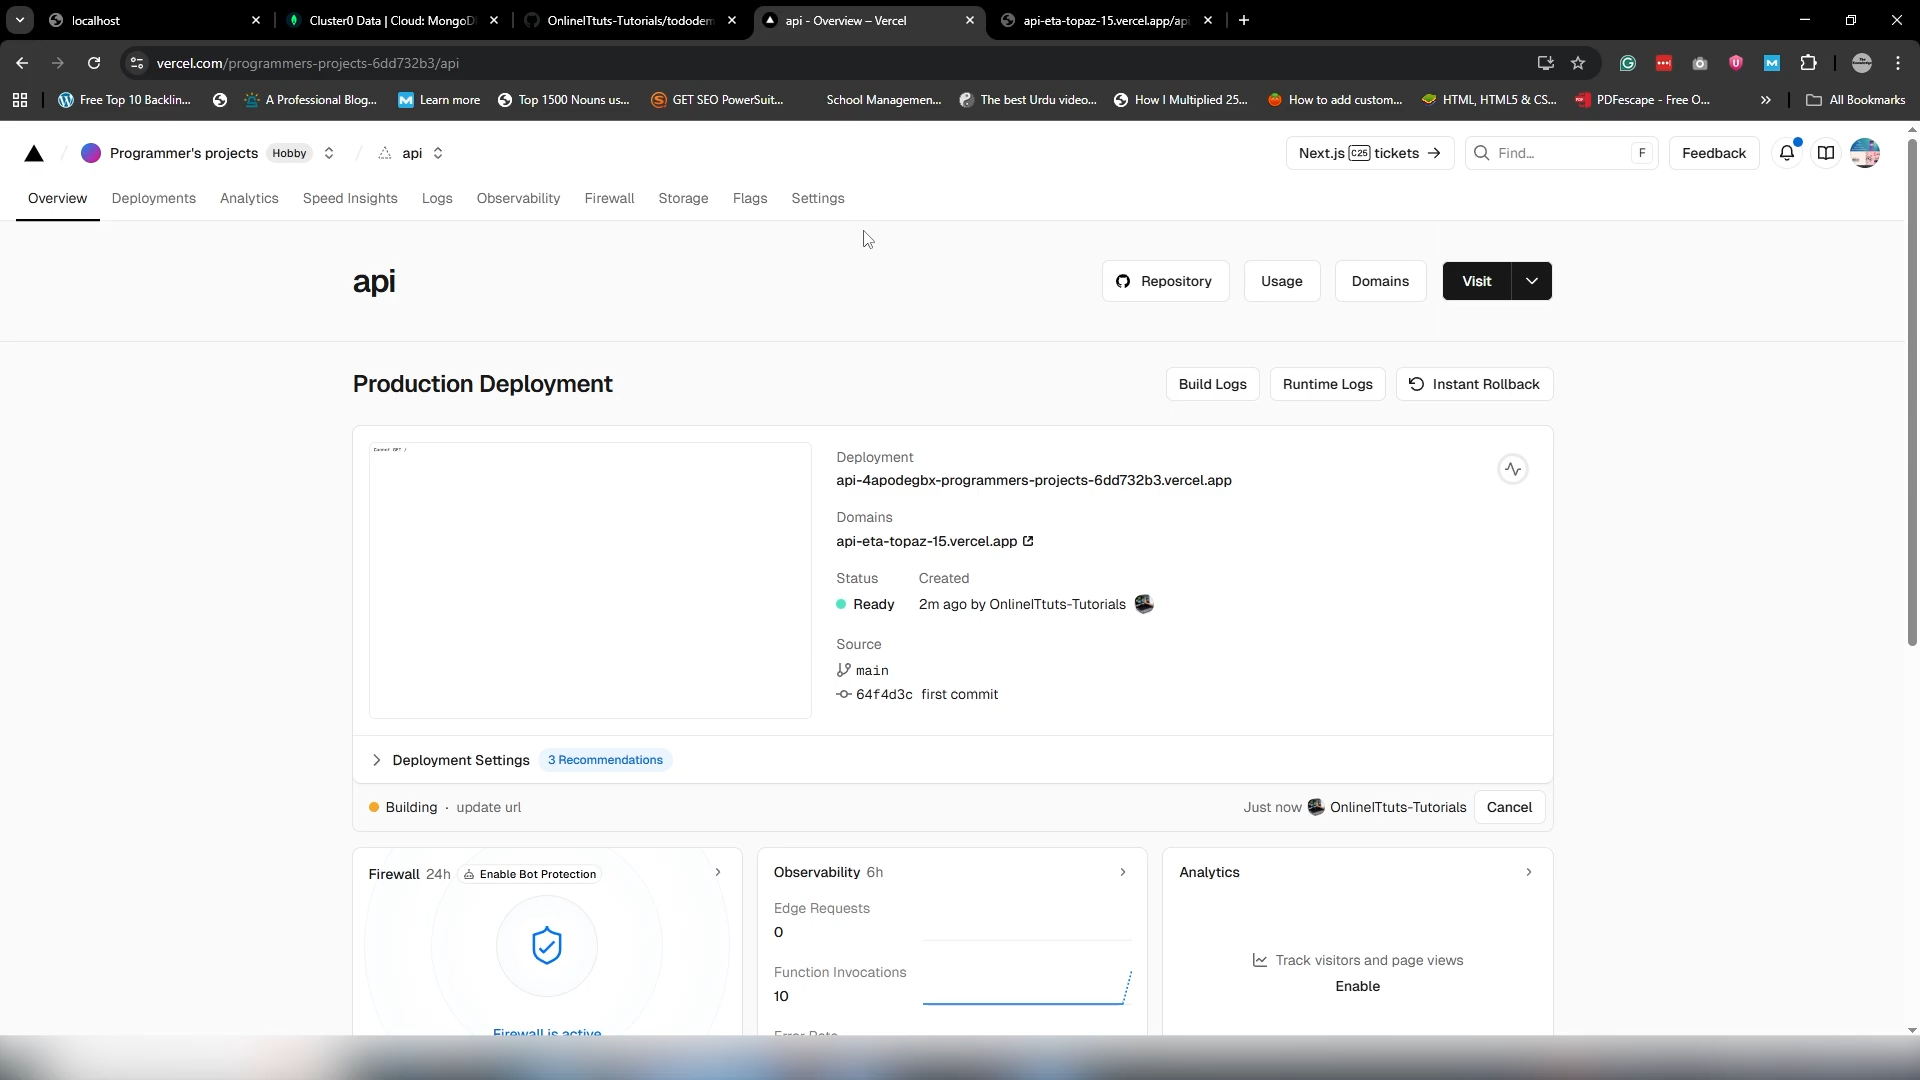 localhost
Cluster0 Data | Cloud: MongoD
OnlineITtuts-Tutorials/tododem
api - Overview – Vercel
api-eta-topaz-15.vercel.app/ap
vercel.com/programmers-projects-6dd732b3/api
Free Top 10 Backlin...
A Professional Blog...
Learn more
Top 1500 Nouns us...
GET SEO PowerSuit...
School Managemen...
The best Urdu video...
How I Multiplied 25...
How to add custom...
HTML, HTML5 & CS...
PDFescape - Free O...
All Bookmarks
Programmer's projects Hobby
api
Next.js C25 tickets →
Find... F
Feedback
Overview Deployments Analytics Speed Insights Logs Observability Firewall Storage Flags Settings
api
Repository
Usage
Domains
Visit
Production Deployment
Build Logs
Runtime Logs
Instant Rollback
Cannot GET /
Deployment
api-4apodegbx-programmers-projects-6dd732b3.vercel.app
Domains
api-eta-topaz-15.vercel.app
Status Created
Ready 2m ago by OnlineITtuts-Tutorials
Source
main
64f4d3c first commit
Deployment Settings 3 Recommendations
Building · update url
Just now OnlineITtuts-Tutorials Cancel
Firewall 24h Enable Bot Protection
Firewall is active
Observability 6h
Edge Requests
0
Function Invocations
10
Error Rate
Analytics
Track visitors and page views
Enable